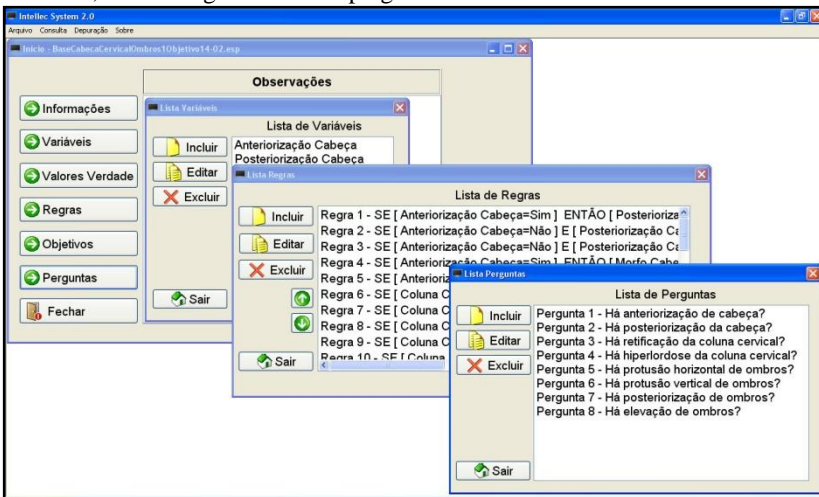 Intellec System 2.0
Arquivo Consulta Depuração Sobre
Início - BaseCabecaCervicalOmbros1Objetivo14-02.esp
Observações
Informações
Variáveis
Valores Verdade
Regras
Objetivos
Perguntas
Fechar
Lista Variáveis
Lista de Variáveis
Incluir
Editar
Excluir
Sair
Anteriorização Cabeça
Posteriorização Cabeça
Lista Regras
Lista de Regras
Incluir
Editar
Excluir
Sair
Regra 1 - SE [ Anteriorização Cabeça=Sim ] ENTÃO [ Posterioriza
Regra 2 - SE [ Anteriorização Cabeça=Não ] E [ Posteriorização Ca
Regra 3 - SE [ Anteriorização Cabeça=Não ] E [ Posteriorização Ca
Regra 4 - SE [ Anteriorização Cabeça=Sim ] ENTÃO [ Morfo Cabe
Regra 5 - SE [ Anterioriz
Regra 6 - SE [ Coluna C
Regra 7 - SE [ Coluna C
Regra 8 - SE [ Coluna C
Regra 9 - SE [ Coluna C
Regra 10 - SE [ Coluna
Lista Perguntas
Lista de Perguntas
Incluir
Editar
Excluir
Sair
Pergunta 1 - Há anteriorização de cabeça?
Pergunta 2 - Há posteriorização da cabeça?
Pergunta 3 - Há retificação da coluna cervical?
Pergunta 4 - Há hiperlordose da coluna cervical?
Pergunta 5 - Há protusão horizontal de ombros?
Pergunta 6 - Há protusão vertical de ombros?
Pergunta 7 - Há posteriorização de ombros?
Pergunta 8 - Há elevação de ombros?